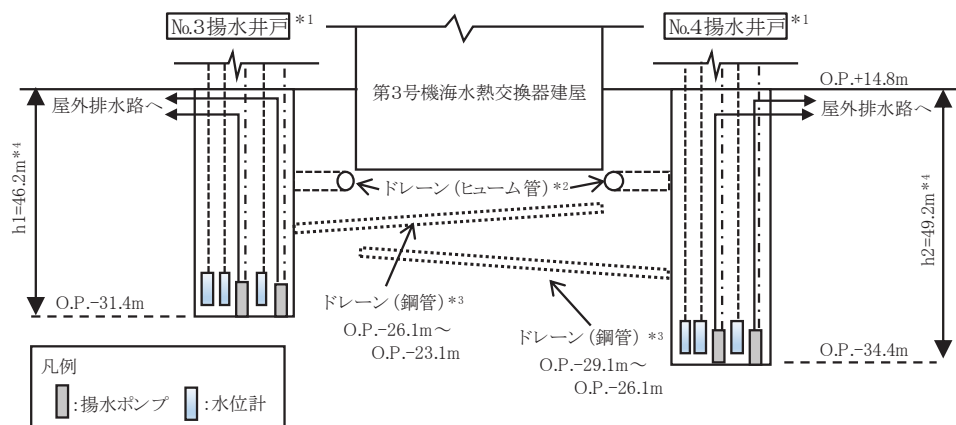 No.3揚水井戸*1
No.4揚水井戸*1
O.P.+14.8m
第3号機海水熱交換器建屋
屋外排水路へ
屋外排水路へ
ドレーン(ヒューム管)*2
h1=46.2m*4
h2=49.2m*4
O.P.-31.4m
ドレーン(鋼管)*3
O.P.-26.1m～
O.P.-23.1m
ドレーン(鋼管)*3
O.P.-29.1m～
O.P.-26.1m
O.P.-34.4m
凡例
:揚水ポンプ :水位計